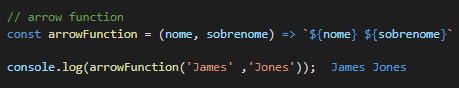 // arrow function
const arrowFunction = (nome, sobrenome) => `${nome} ${sobrenome}`
console.log(arrowFunction('James' ,'Jones'));  James Jones